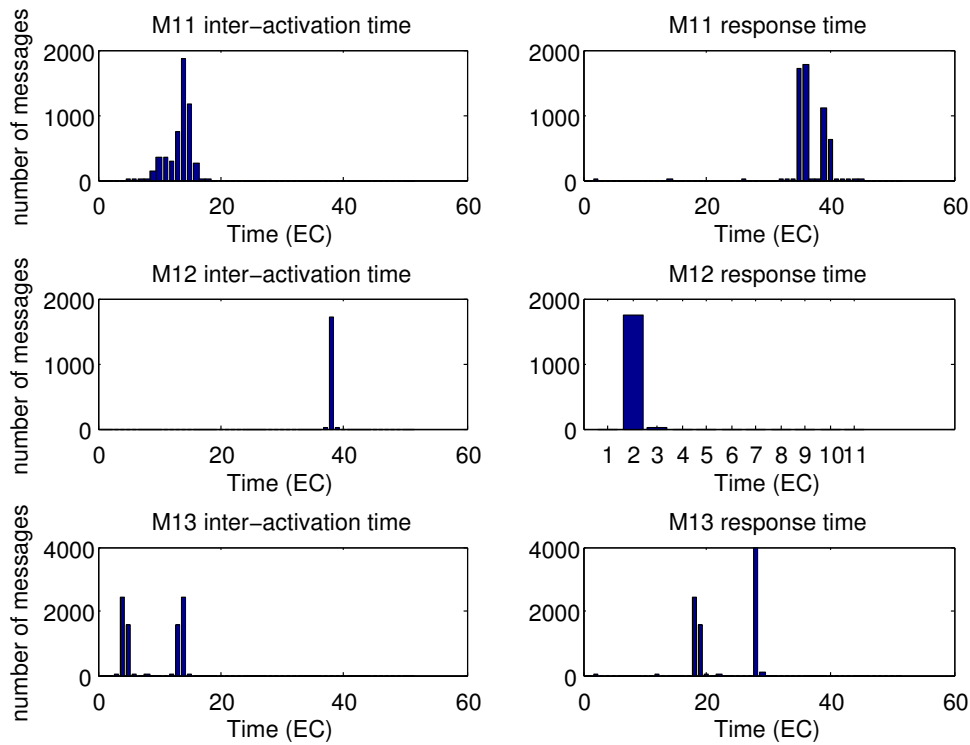 M11 inter-activation time
number of messages
2000
1000
0
0 20 40 60
Time (EC)
M11 response time
2000
1000
0
0 20 40 60
Time (EC)
M12 inter-activation time
number of messages
2000
1000
0
0 20 40 60
Time (EC)
M12 response time
2000
1000
0
1 2 3 4 5 6 7 8 9 10 11
Time (EC)
M13 inter-activation time
number of messages
4000
2000
0
0 20 40 60
Time (EC)
M13 response time
4000
2000
0
0 20 40 60
Time (EC)